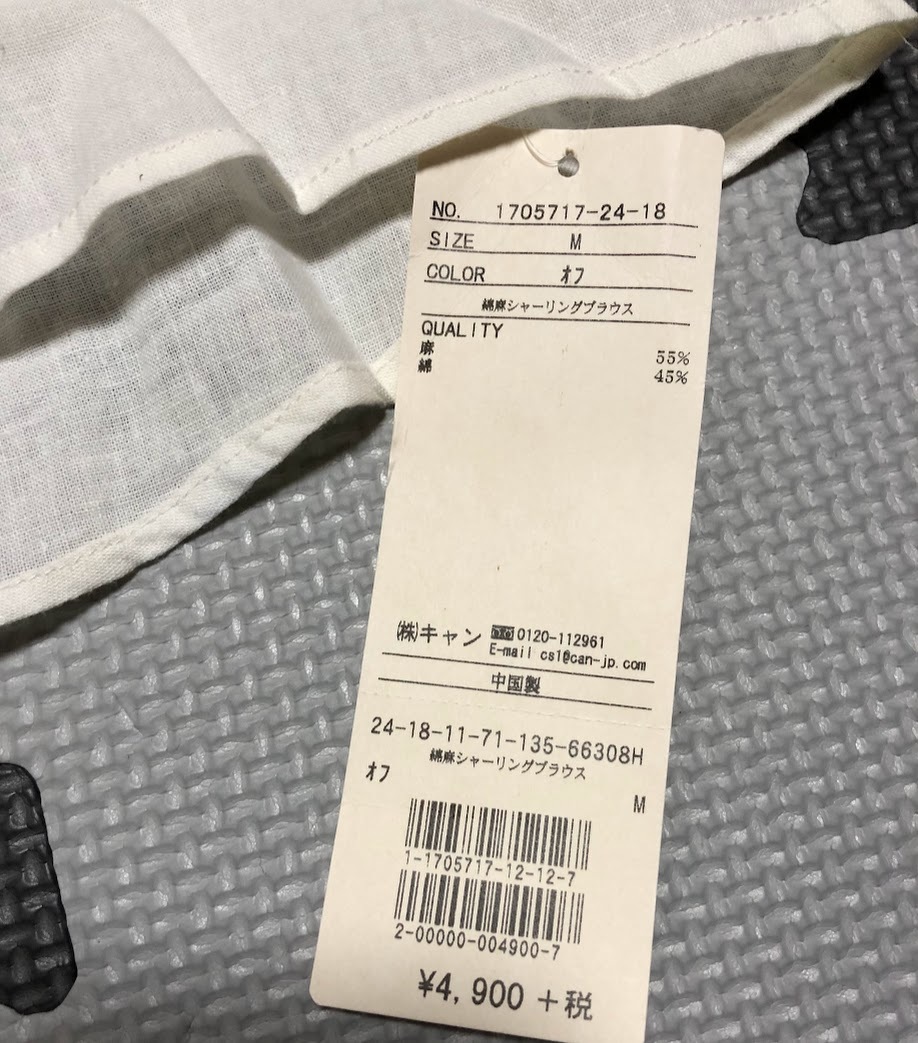 NO. 1705717-24-18
SIZE M
COLOR オフ
綿麻シャーリングブラウス
QUALITY
麻 55%
綿 45%
㈱キャン 0120-112961
E-mail cs1@can-jp.com
中国製
24-18-11-71-135-66308H
綿麻シャーリングブラウス
オフ M
1-1705717-12-12-7
2-00000-004900-7
¥4,900+税